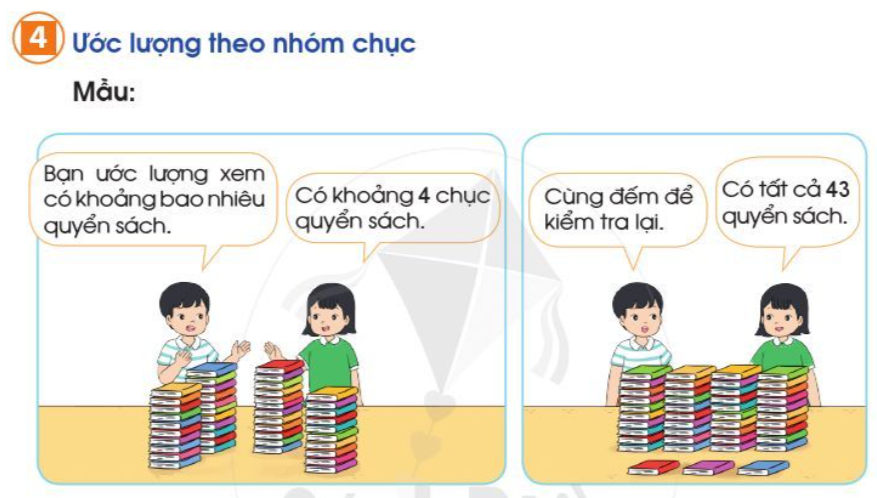 4 Ước lượng theo nhóm chục
Mẫu:
Bạn ước lượng xem
có khoảng bao nhiêu
quyển sách.
Có khoảng 4 chục
quyển sách.
Cùng đếm để
kiểm tra lại.
Có tất cả 43
quyển sách.